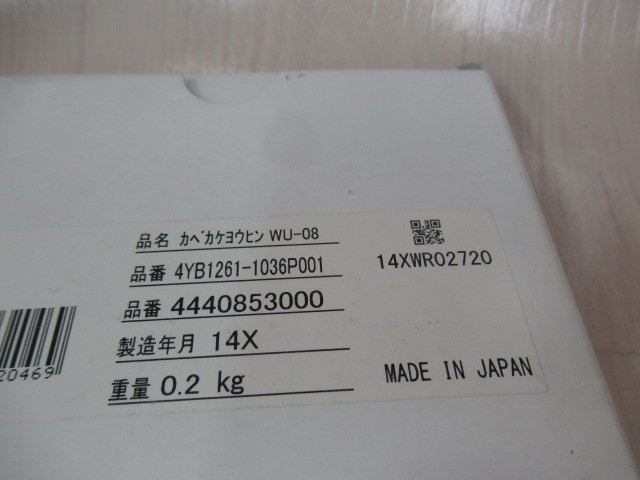 品名 ｶﾍﾞｶｹﾖｳﾋﾝ WU-08
品番 4YB1261-1036P001
品番 4440853000
製造年月 14X
重量 0.2 kg
14XWR02720
MADE IN JAPAN
20469